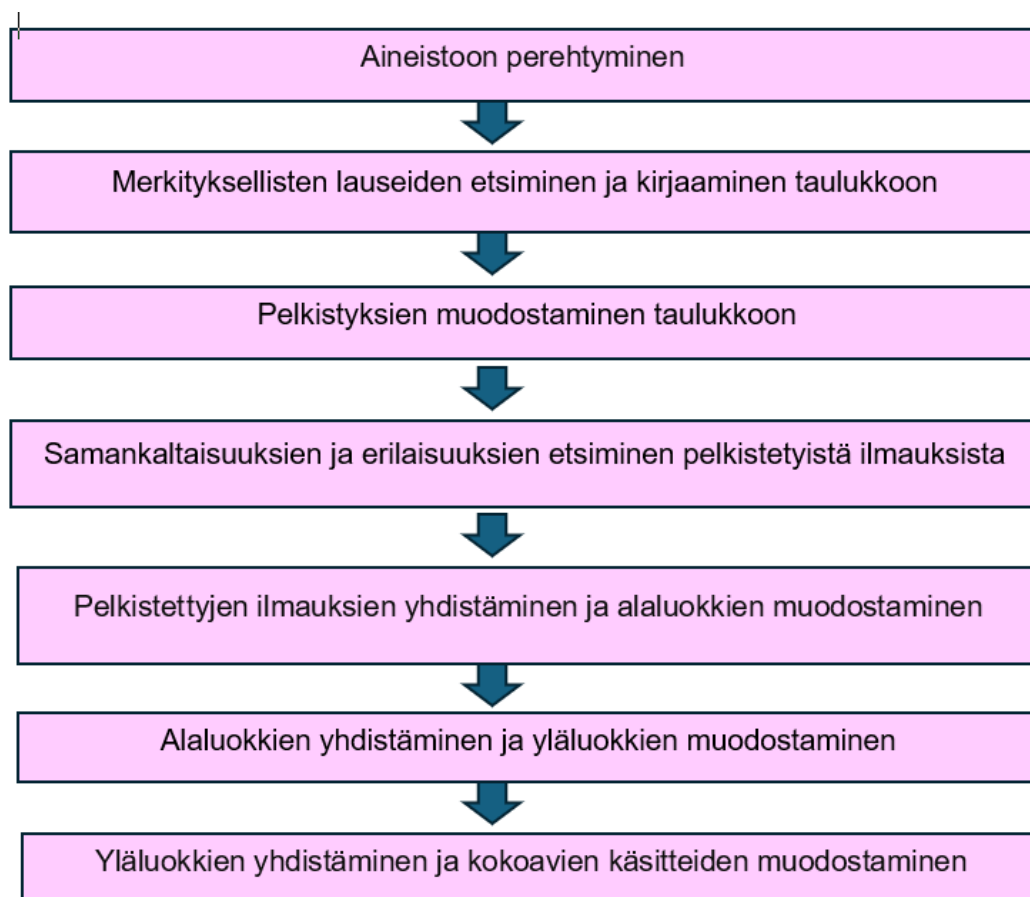 Aineistoon perehtyminen
Merkityksellisten lauseiden etsiminen ja kirjaaminen taulukkoon
Pelkistyksien muodostaminen taulukkoon
Samankaltaisuuksien ja erilaisuuksien etsiminen pelkistetyistä ilmauksista
Pelkistettyjen ilmauksien yhdistäminen ja alaluokkien muodostaminen
Alaluokkien yhdistäminen ja yläluokkien muodostaminen
Yläluokkien yhdistäminen ja kokoavien käsitteiden muodostaminen